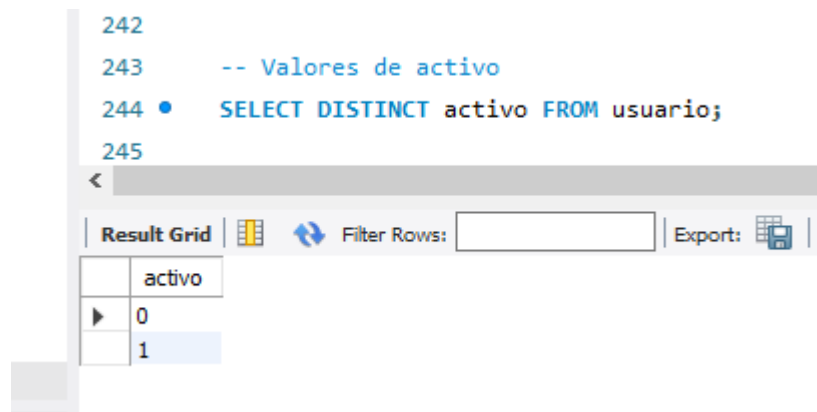 242
243 -- Valores de activo
244 SELECT DISTINCT activo FROM usuario;
245
Result Grid Filter Rows: Export:
activo
0
1